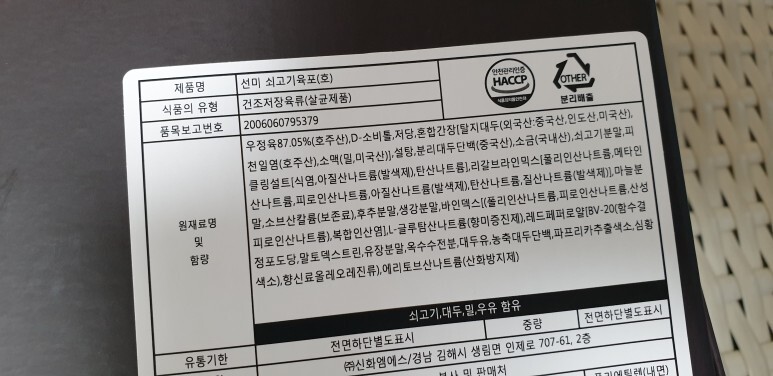 제품명 선미 쇠고기육포(호)
식품의 유형 건조저장육류(살균제품)
품목보고번호 2006060795379
안전관리인증
HACCP
OTHER
분리배출
원재료명
및
함량
우정육87.05%(호주산),D-소비톨,저당,혼합간장[탈지대두(외국산:중국산,인도산,미국산),
천일염(호주산),소맥(밀,미국산)],설탕,분리대두단백(중국산),소금(국내산),쇠고기분말,피
클링설트[식염,아질산나트륨(발색제),탄산나트륨],리갈브라인믹스[폴리인산나트륨,메타인
산나트륨,피로인산나트륨,아질산나트륨(발색제),탄산나트륨,질산나트륨(발색제)],마늘분
말,소브산칼륨(보존료),후추분말,생강분말,바인덱스[(폴리인산나트륨,피로인산나트륨,산성
피로인산나트륨),복합인산염],L-글루탐산나트륨(향미증진제),레드페퍼로알[BV-20(함수결
정포도당,말토덱스트린,유장분말,옥수수전분,대두유,농축대두단백,파프리카추출색소,심황
색소),향신료올레오레진류),에리토브산나트륨(산화방지제)
쇠고기,대두,밀,우유 함유
유통기한 전면하단별도표시 중량 전면하단별도표시
㈜신화엠에스/경남 김해시 생림면 인제로 707-61, 2층
본사 및 판매처
폴리에틸렌(내면)